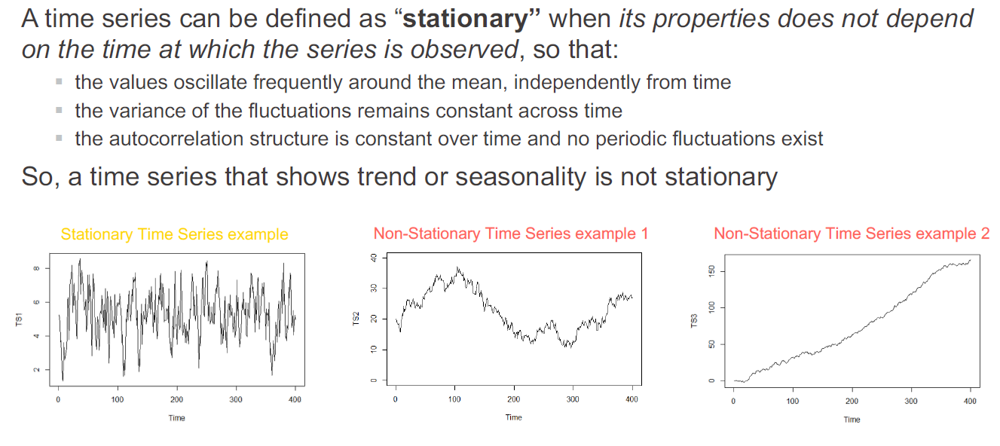 A time series can be defined as “stationary” when its properties does not depend
on the time at which the series is observed, so that:
▪ the values oscillate frequently around the mean, independently from time
▪ the variance of the fluctuations remains constant across time
▪ the autocorrelation structure is constant over time and no periodic fluctuations exist
So, a time series that shows trend or seasonality is not stationary
Stationary Time Series example
TS1
8
6
4
2
0 100 200 300 400
Time
Non-Stationary Time Series example 1
TS2
40
30
20
10
0
0 100 200 300 400
Time
Non-Stationary Time Series example 2
TS3
150
100
50
0
0 100 200 300 400
Time